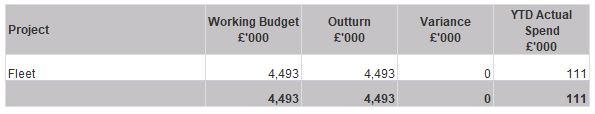 Project Working Budget £'000 Outturn £'000 Variance £'000 YTD Actual Spend £'000
Fleet 4,493 4,493 0 111
4,493 4,493 0 111